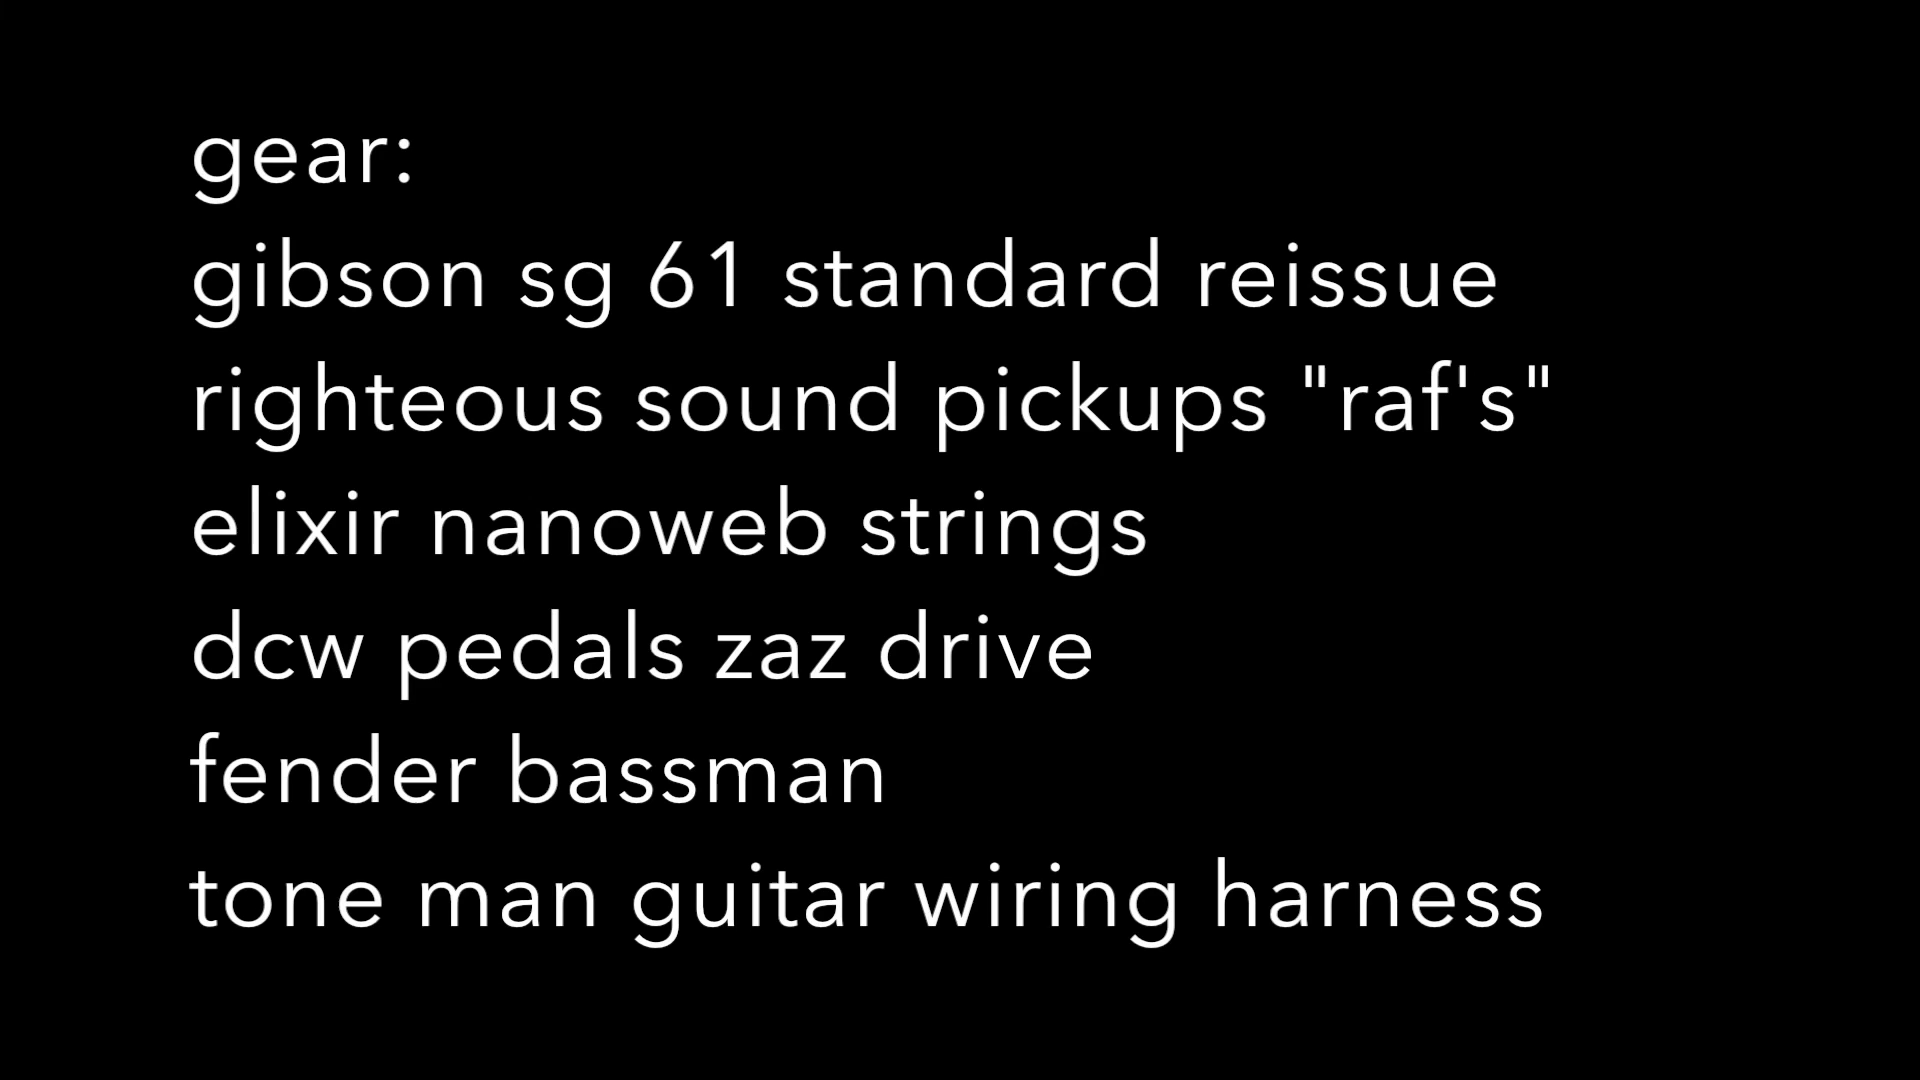 gear:
gibson sg 61 standard reissue
righteous sound pickups "raf's"
elixir nanoweb strings
dcw pedals zaz drive
fender bassman
tone man guitar wiring harness